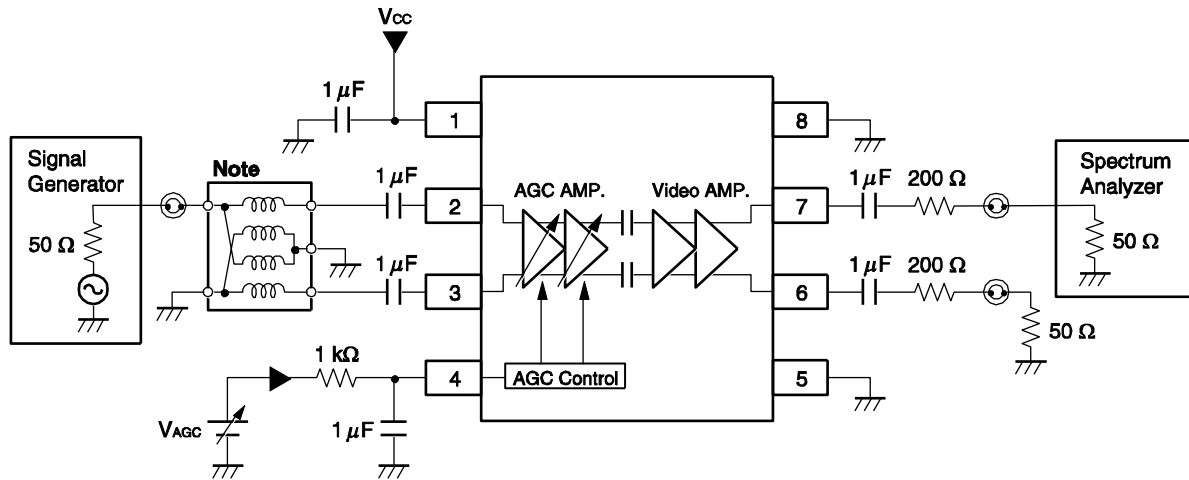 VCC
1 μF
1
8
Signal
Generator
Note
1 μF
2
AGC AMP.
Video AMP.
7
1 μF
200 Ω
Spectrum
Analyzer
50 Ω
50 Ω
1 μF
3
6
1 μF
200 Ω
50 Ω
1 kΩ
4
AGC Control
5
VAGC
1 μF